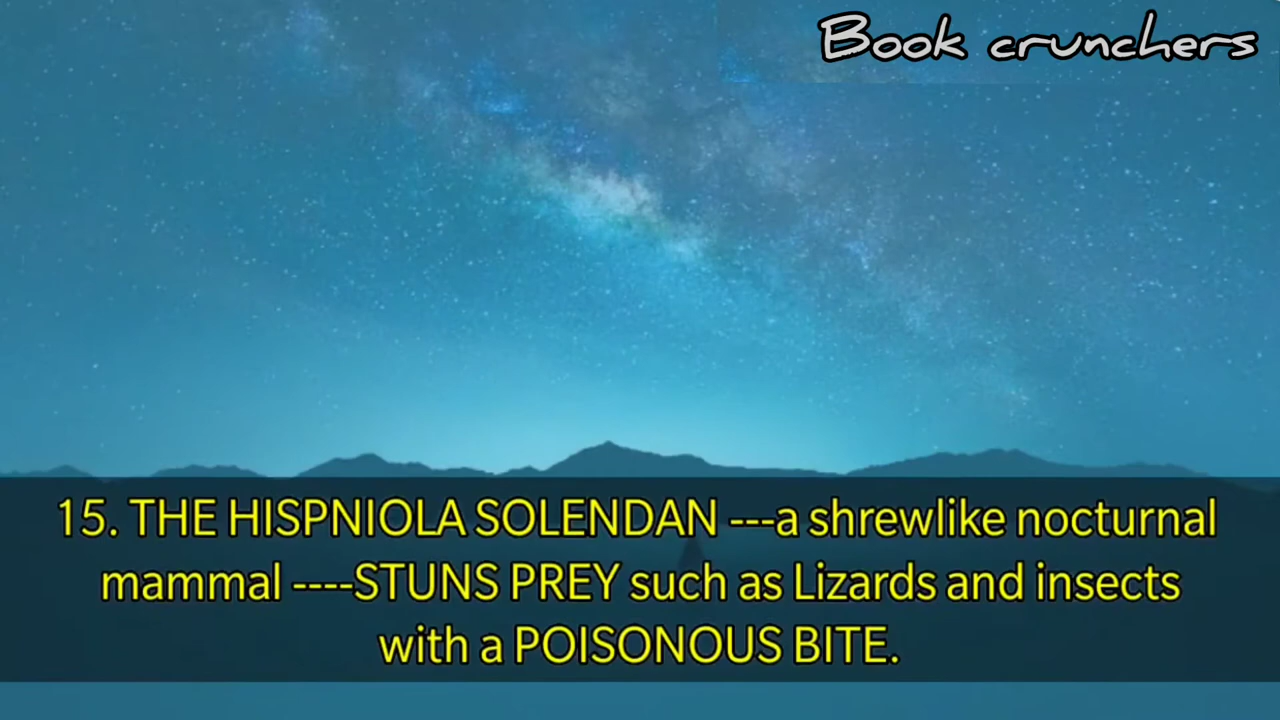 Book crunchers
15. THE HISPNIOLA SOLENDAN ---a shrewlike nocturnal
mammal ----STUNS PREY such as Lizards and insects
with a POISONOUS BITE.